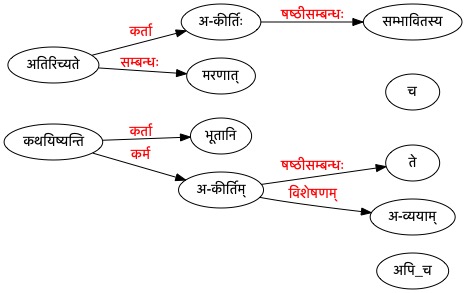 अ-कीर्तिः
षष्ठीसम्बन्धः
सम्भावितस्य
कर्ता
अतिरिच्यते
सम्बन्धः
मरणात्
च
कथयिष्यन्ति
कर्ता
भूतानि
कर्म
अ-कीर्तिम्
षष्ठीसम्बन्धः
ते
विशेषणम्
अ-व्ययाम्
अपि_च